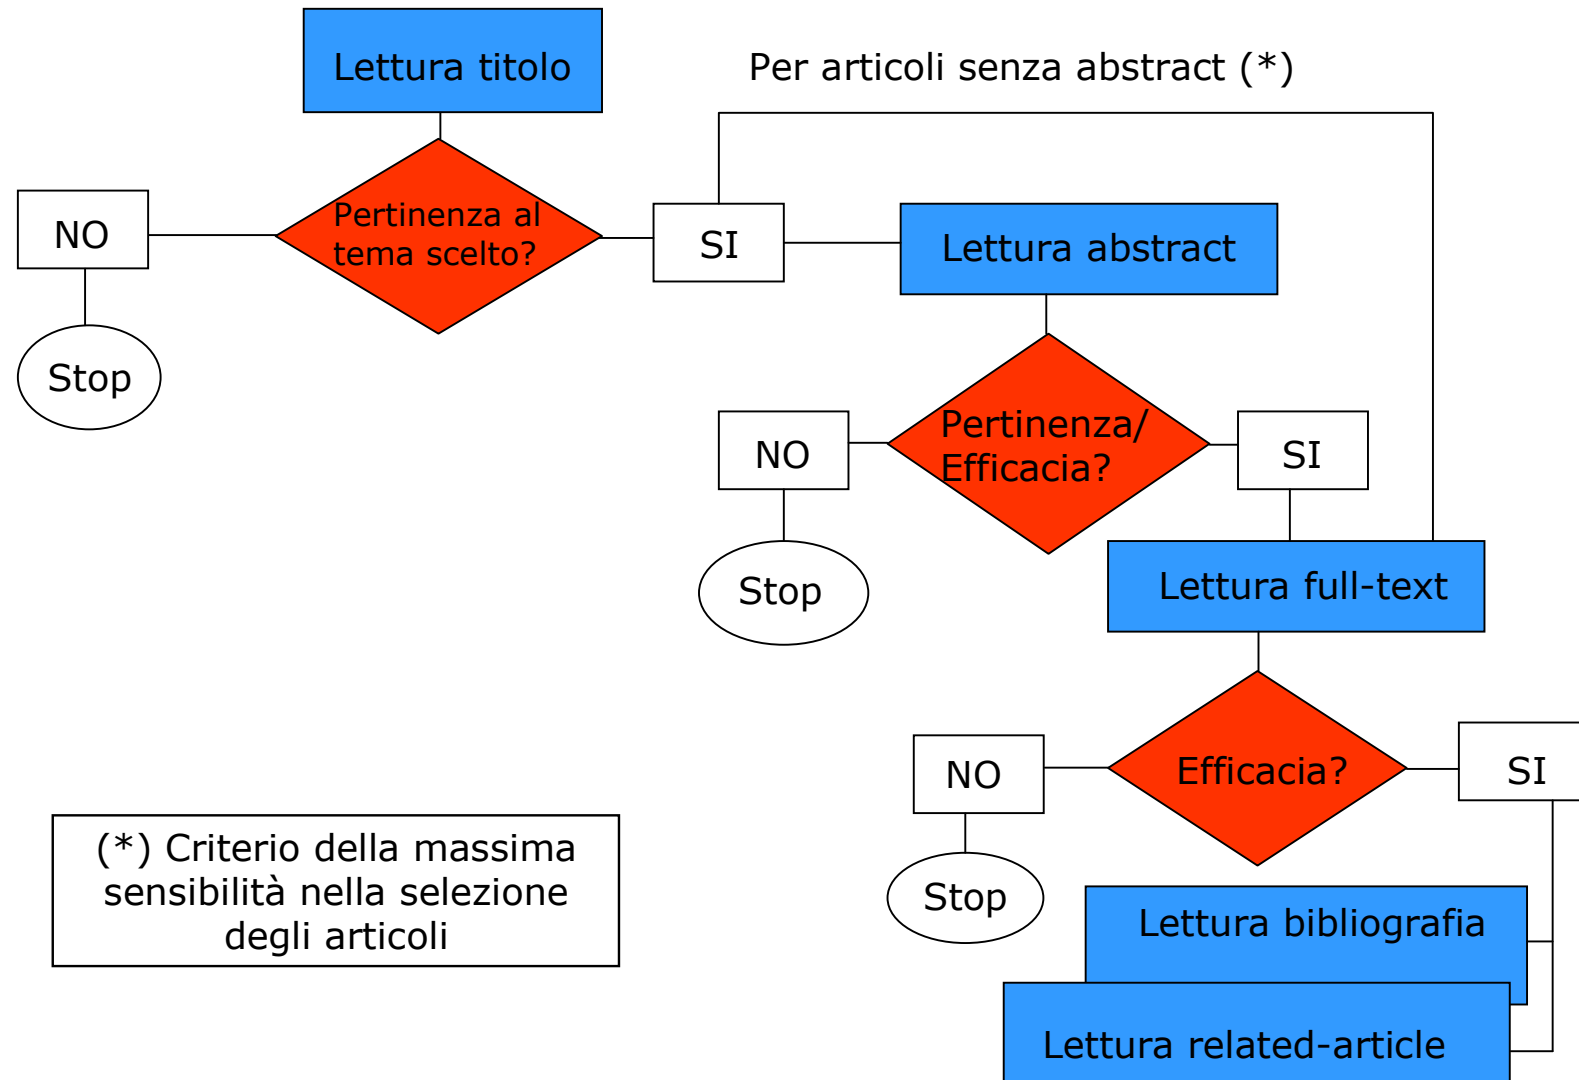 Lettura titolo
Per articoli senza abstract (*)
NO
Pertinenza al
tema scelto?
SI
Lettura abstract
Stop
NO
Pertinenza/
Efficacia?
SI
Stop
Lettura full-text
NO
Efficacia?
SI
Stop
(*) Criterio della massima
sensibilità nella selezione
degli articoli
Lettura bibliografia
Lettura related-article